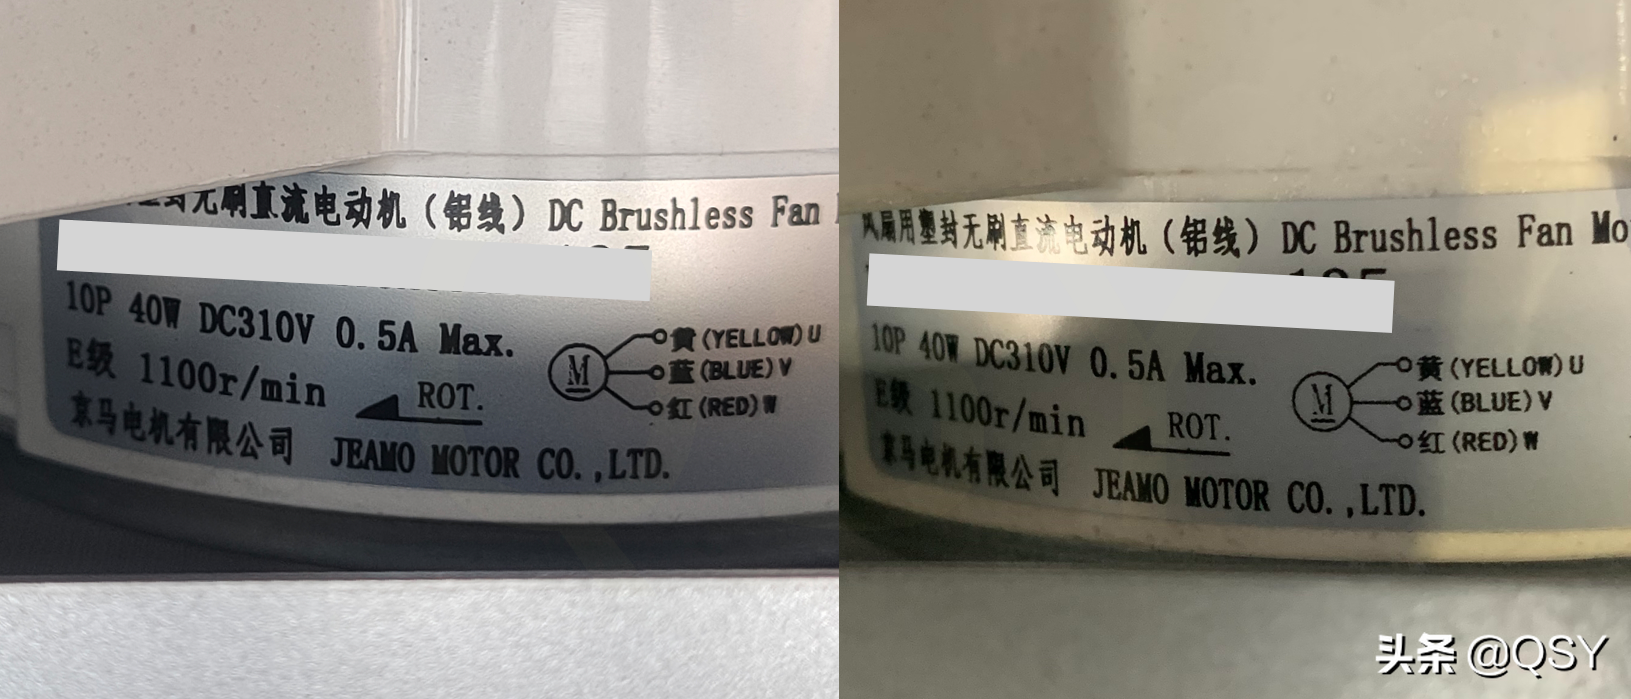 无刷直流电动机（铝线） DC Brushless Fan
10P 40W DC310V 0.5A Max.
E级 1100r/min
ROT.
M
黄(YELLOW)U
蓝(BLUE)V
红(RED)W
京马电机有限公司 JEAMO MOTOR CO.,LTD.
风扇用塑封无刷直流电动机（铝线） DC Brushless Fan Mo
10P 40W DC310V 0.5A Max.
E级 1100r/min
ROT.
M
黄(YELLOW)U
蓝(BLUE)V
红(RED)W
京马电机有限公司 JEAMO MOTOR CO.,LTD.
头条 @QSY